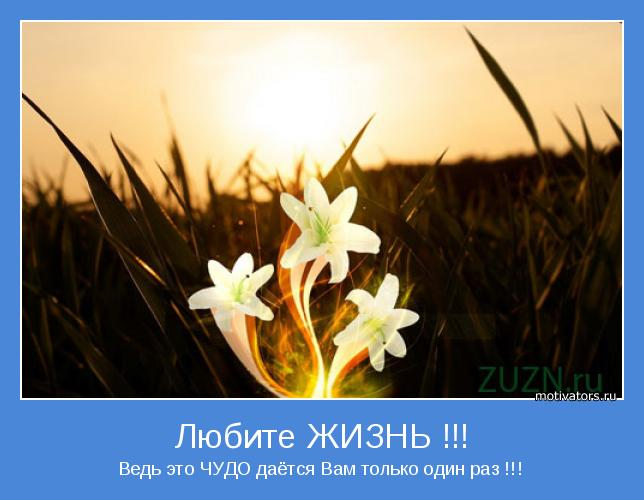 ZUZN.ru
motivators.ru
Любите ЖИЗНЬ !!!
Ведь это ЧУДО даётся Вам только один раз !!!